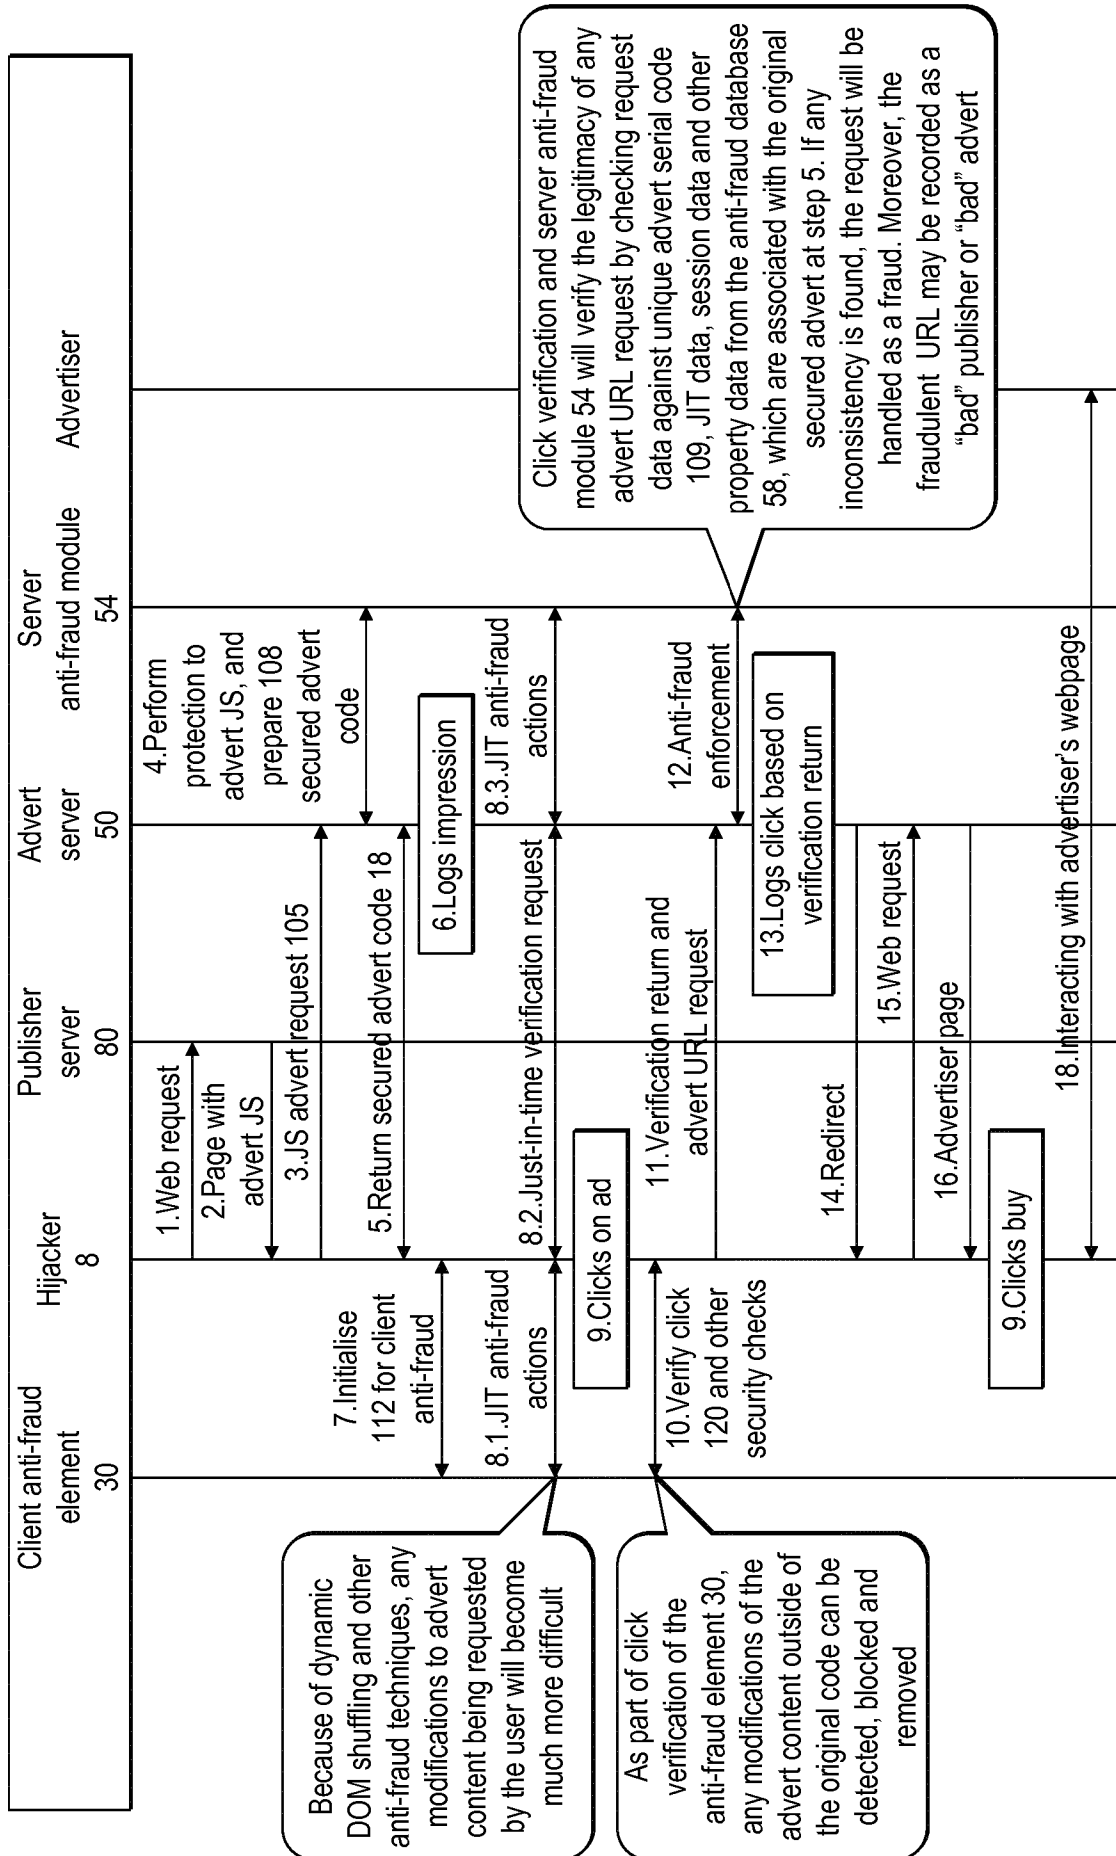 Client anti-fraud
element
30
Hijacker
8
Publisher
server
80
Advert
server
50
Server
anti-fraud module
54
Advertiser
1.Web request
2.Page with
advert JS
3.JS advert request 105
4.Perform
protection to
advert JS, and
prepare 108
secured advert
code
5.Return secured advert code 18
6.Logs impression
7.Initialise
112 for client
anti-fraud
8.1.JIT anti-fraud
actions
8.2.Just-in-time verification request
8.3.JIT anti-fraud
actions
Because of dynamic
DOM shuffling and other
anti-fraud techniques, any
modifications to advert
content being requested
by the user will become
much more difficult
9.Clicks on ad
10.Verify click
120 and other
security checks
As part of click
verification of the
anti-fraud element 30,
any modifications of the
advert content outside of
the original code can be
detected, blocked and
removed
11.Verification return and
advert URL request
12.Anti-fraud
enforcement
Click verification and server anti-fraud
module 54 will verify the legitimacy of any
advert URL request by checking request
data against unique advert serial code
109, JIT data, session data and other
property data from the anti-fraud database
58, which are associated with the original
secured advert at step 5. If any
inconsistency is found, the request will be
handled as a fraud. Moreover, the
fraudulent URL may be recorded as a
“bad” publisher or “bad” advert
13.Logs click based on
verification return
14.Redirect
15.Web request
16.Advertiser page
9.Clicks buy
18.Interacting with advertiser's webpage